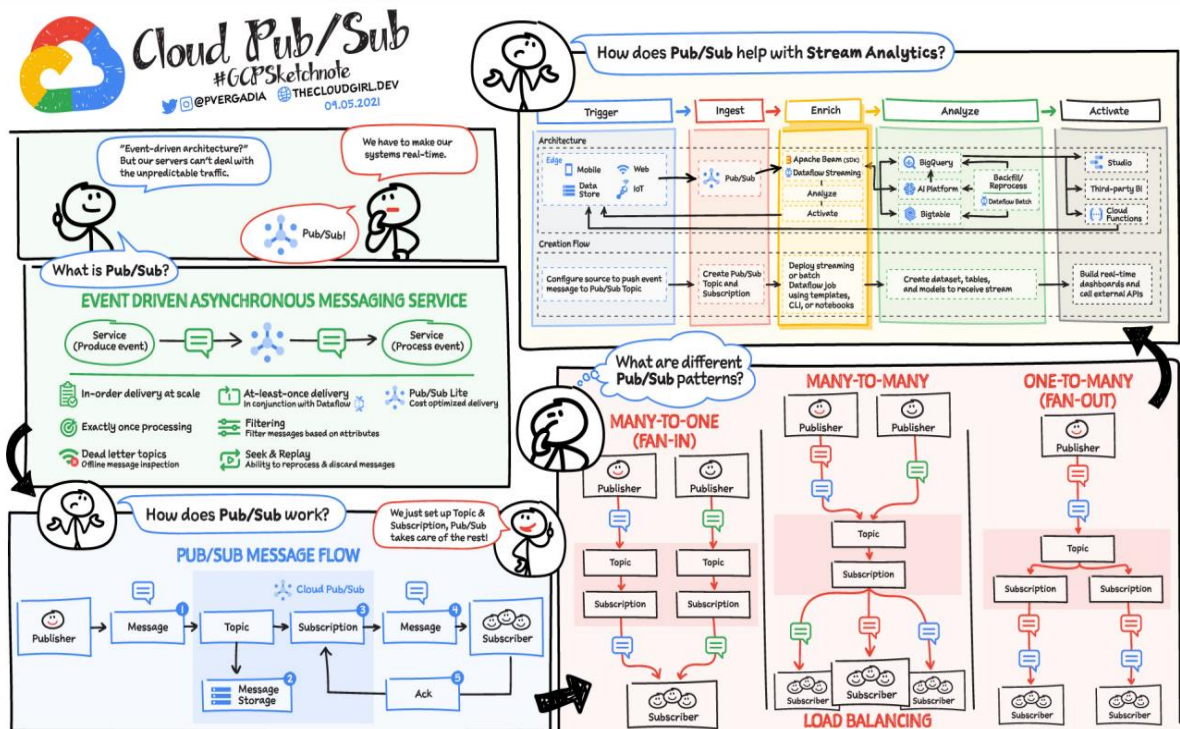 Cloud Pub/Sub
#GCPSketchnote
@PVERGADIA THECLOUDGIRL.DEV
09.05.2021
"Event-driven architecture?"
But our servers can't deal with
the unpredictable traffic.
We have to make our
systems real-time.
Pub/Sub!
What is Pub/Sub?
EVENT DRIVEN ASYNCHRONOUS MESSAGING SERVICE
Service
(Produce event)
Service
(Process event)
In-order delivery at scale
At-least-once delivery
In conjunction with Dataflow
Pub/Sub Lite
Cost optimized delivery
Exactly once processing
Filtering
Filter messages based on attributes
Dead letter topics
Offline message inspection
Seek & Replay
Ability to reprocess & discard messages
How does Pub/Sub work?
We just set up Topic &
Subscription, Pub/Sub
takes care of the rest!
PUB/SUB MESSAGE FLOW
Cloud Pub/Sub
Publisher
Message
1
Topic
Subscription
3
Message
4
Subscriber
Message
Storage
2
Ack
5
How does Pub/Sub help with Stream Analytics?
Trigger
Ingest
Enrich
Analyze
Activate
Architecture
Edge
Mobile
Web
Data
Store
IoT
Pub/Sub
Apache Beam (SDK)
Dataflow Streaming
Analyze
Activate
BigQuery
AI Platform
Bigtable
Backfill/
Reprocess
Dataflow Batch
Studio
Third-party BI
Cloud
Functions
Creation Flow
Configure source to push event
message to Pub/Sub Topic
Create Pub/Sub
Topic and
Subscription
Deploy streaming
or batch
Dataflow job
using templates,
CLI, or notebooks
Create dataset, tables,
and models to receive stream
Build real-time
dashboards and
call external APIs
What are different
Pub/Sub patterns?
MANY-TO-ONE
(FAN-IN)
Publisher
Publisher
Topic
Topic
Subscription
Subscription
Subscriber
MANY-TO-MANY
Publisher
Publisher
Topic
Subscription
Subscriber
Subscriber
Subscriber
LOAD BALANCING
ONE-TO-MANY
(FAN-OUT)
Publisher
Topic
Subscription
Subscription
Subscriber
Subscriber